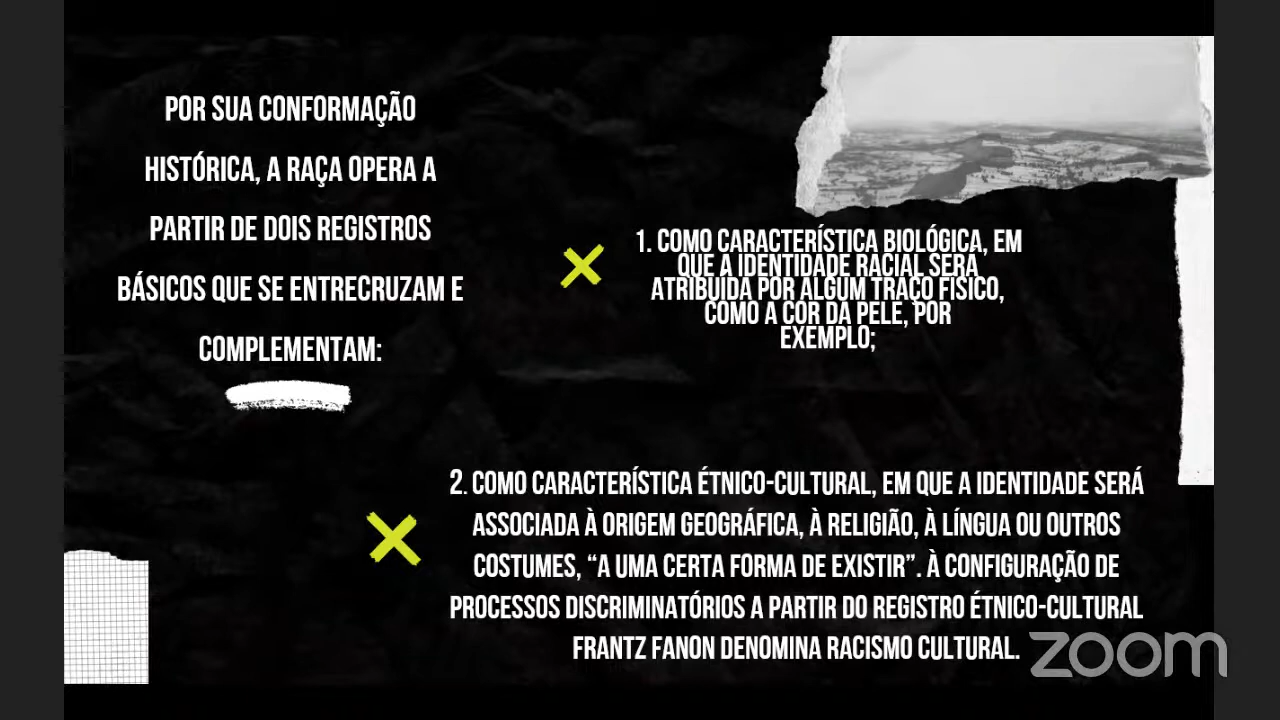 POR SUA CONFORMAÇÃO
HISTÓRICA, A RAÇA OPERA A
PARTIR DE DOIS REGISTROS
BÁSICOS QUE SE ENTRECRUZAM E
COMPLEMENTAM:
1. COMO CARACTERÍSTICA BIOLÓGICA, EM
QUE A IDENTIDADE RACIAL SERÁ
ATRIBUÍDA POR ALGUM TRAÇO FÍSICO,
COMO A COR DA PELE, POR
EXEMPLO;
2. COMO CARACTERÍSTICA ÉTNICO-CULTURAL, EM QUE A IDENTIDADE SERÁ
ASSOCIADA À ORIGEM GEOGRÁFICA, À RELIGIÃO, À LÍNGUA OU OUTROS
COSTUMES, “A UMA CERTA FORMA DE EXISTIR”. À CONFIGURAÇÃO DE
PROCESSOS DISCRIMINATÓRIOS A PARTIR DO REGISTRO ÉTNICO-CULTURAL
FRANTZ FANON DENOMINA RACISMO CULTURAL.
zoom